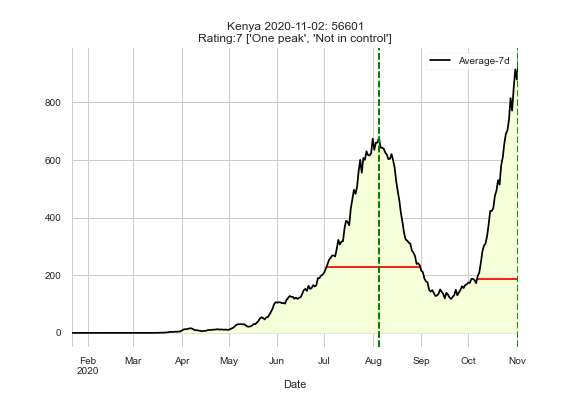 Kenya 2020-11-02: 56601
Rating:7 ['One peak', 'Not in control']
Average-7d
800
600
400
200
0
Feb Mar Apr May Jun Jul Aug Sep Oct Nov
2020
Date